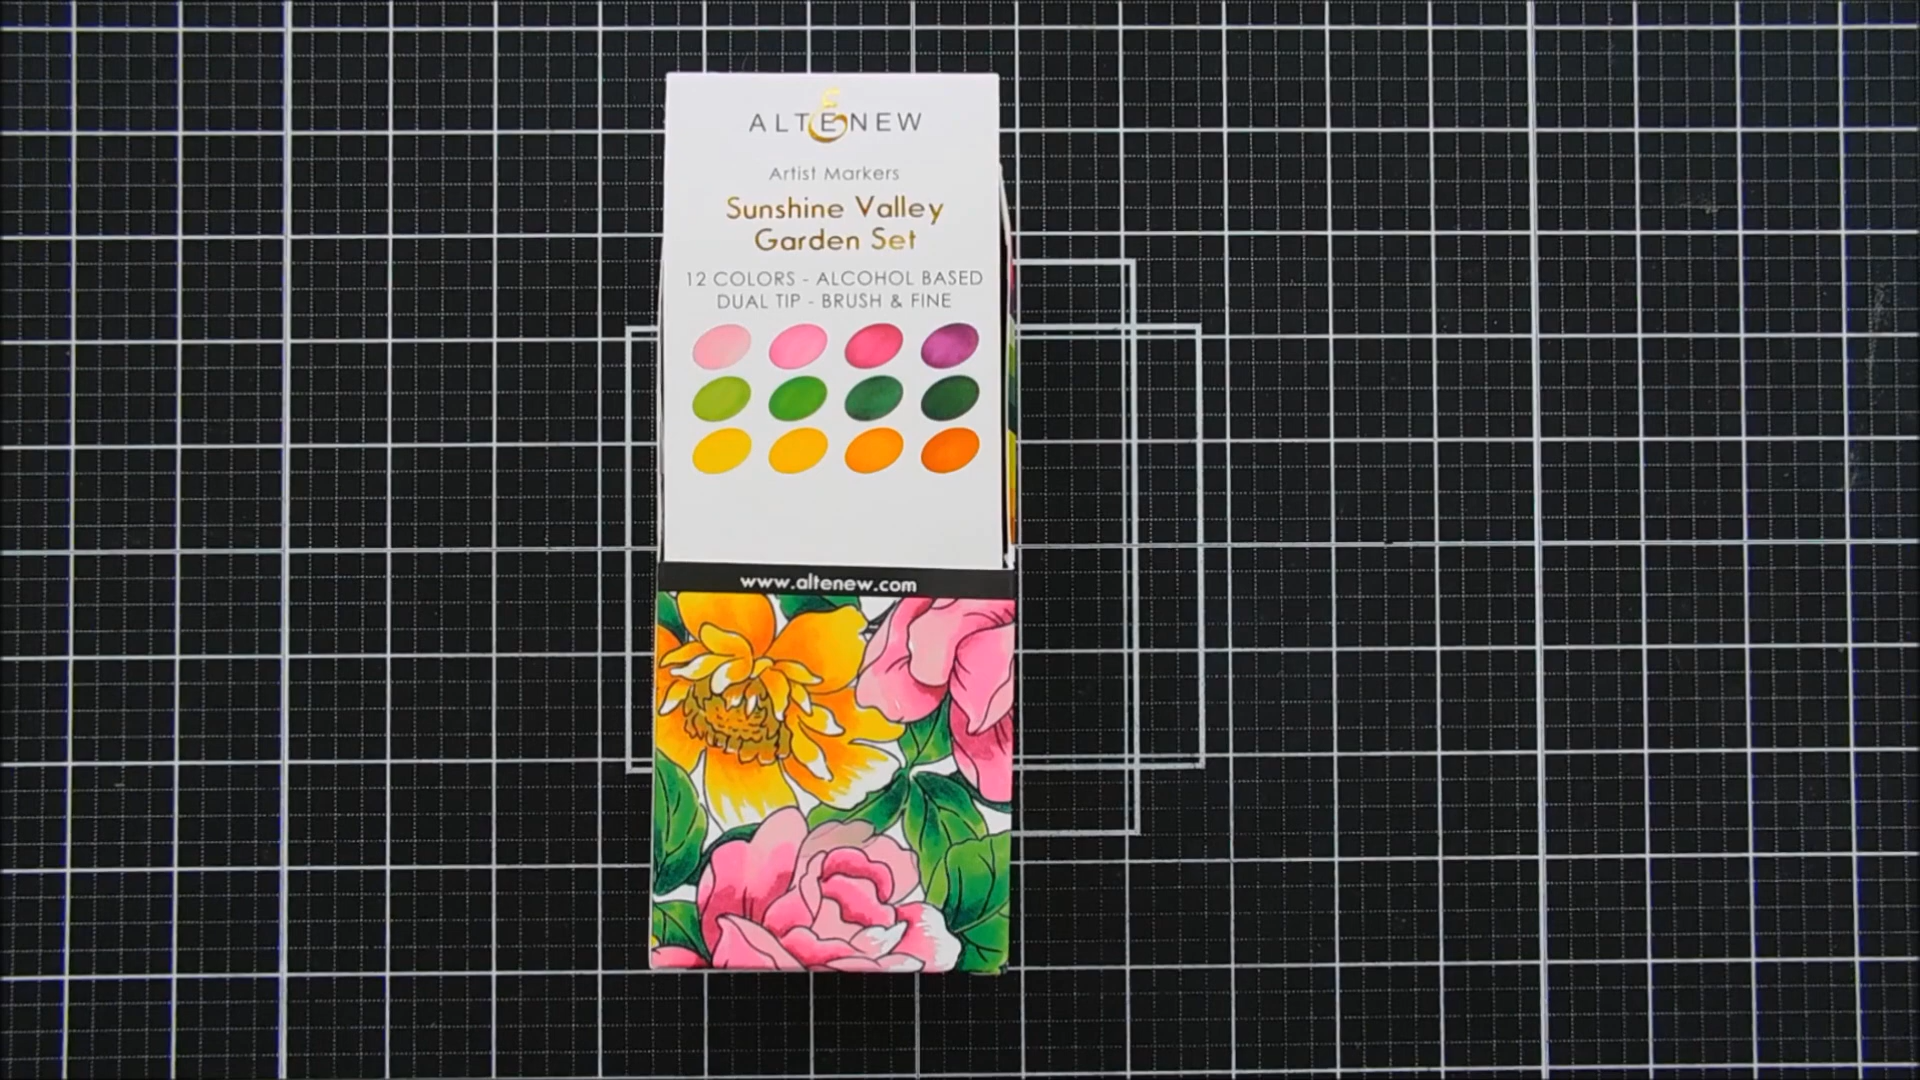 ALTENEW
Artist Markers
Sunshine Valley
Garden Set
12 COLORS - ALCOHOL BASED
DUAL TIP - BRUSH & FINE
www.altenew.com